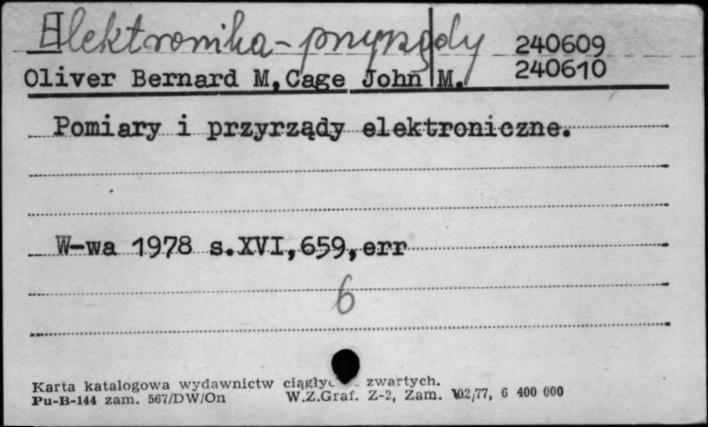 Elektronika - przyrządy 240609
Oliver Bernard M, Cage John M. 240610
Pomiary i przyrządy elektroniczne.
W-wa 1978 s.XVI,659,err
6
Karta katalogowa wydawnictw zwartych.
Pu-B-144 zam. 567/DW/On W.Z.Graf. Z-2, Zam. 102/77, 6 400 000